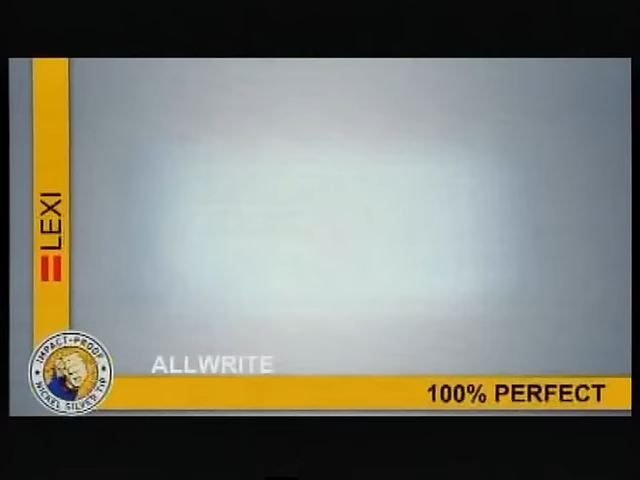 LEXI
IMPACT-PROOF
NICKEL SILVER TIP
ALLWRITE
100% PERFECT